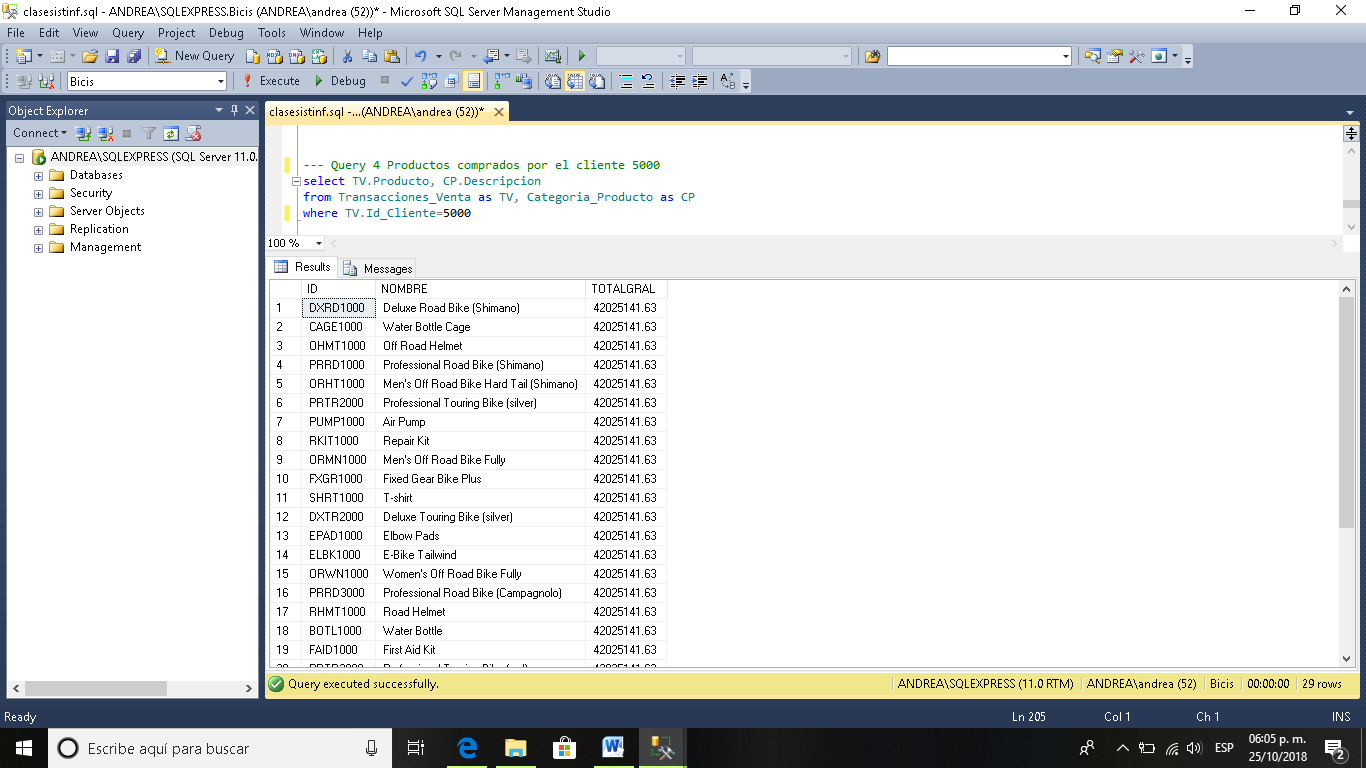 clasesistinf.sql - ANDREA\SQLEXPRESS.Bicis (ANDREA\andrea (52))* - Microsoft SQL Server Management Studio
File Edit View Query Project Debug Tools Window Help
New Query
Bicis Execute Debug
Object Explorer
Connect
ANDREA\SQLEXPRESS (SQL Server 11.0.
Databases
Security
Server Objects
Replication
Management
clasesistinf.sql -...(ANDREA\andrea (52))*
--- Query 4 Productos comprados por el cliente 5000
select TV.Producto, CP.Descripcion
from Transacciones_Venta as TV, Categoria_Producto as CP
where TV.Id_Cliente=5000
100 %
Results Messages
ID NOMBRE TOTALGRAL
1 DXRD1000 Deluxe Road Bike (Shimano) 42025141.63
2 CAGE1000 Water Bottle Cage 42025141.63
3 OHMT1000 Off Road Helmet 42025141.63
4 PRRD1000 Professional Road Bike (Shimano) 42025141.63
5 ORHT1000 Men's Off Road Bike Hard Tail (Shimano) 42025141.63
6 PRTR2000 Professional Touring Bike (silver) 42025141.63
7 PUMP1000 Air Pump 42025141.63
8 RKIT1000 Repair Kit 42025141.63
9 ORMN1000 Men's Off Road Bike Fully 42025141.63
10 FXGR1000 Fixed Gear Bike Plus 42025141.63
11 SHRT1000 T-shirt 42025141.63
12 DXTR2000 Deluxe Touring Bike (silver) 42025141.63
13 EPAD1000 Elbow Pads 42025141.63
14 ELBK1000 E-Bike Tailwind 42025141.63
15 ORWN1000 Women's Off Road Bike Fully 42025141.63
16 PRRD3000 Professional Road Bike (Campagnolo) 42025141.63
17 RHMT1000 Road Helmet 42025141.63
18 BOTL1000 Water Bottle 42025141.63
19 FAID1000 First Aid Kit 42025141.63
Query executed successfully. ANDREA\SQLEXPRESS (11.0 RTM) ANDREA\andrea (52) Bicis 00:00:00 29 rows
Ready Ln 205 Col 1 Ch 1 INS
Escribe aquí para buscar ESP 06:05 p. m.
25/10/2018 2